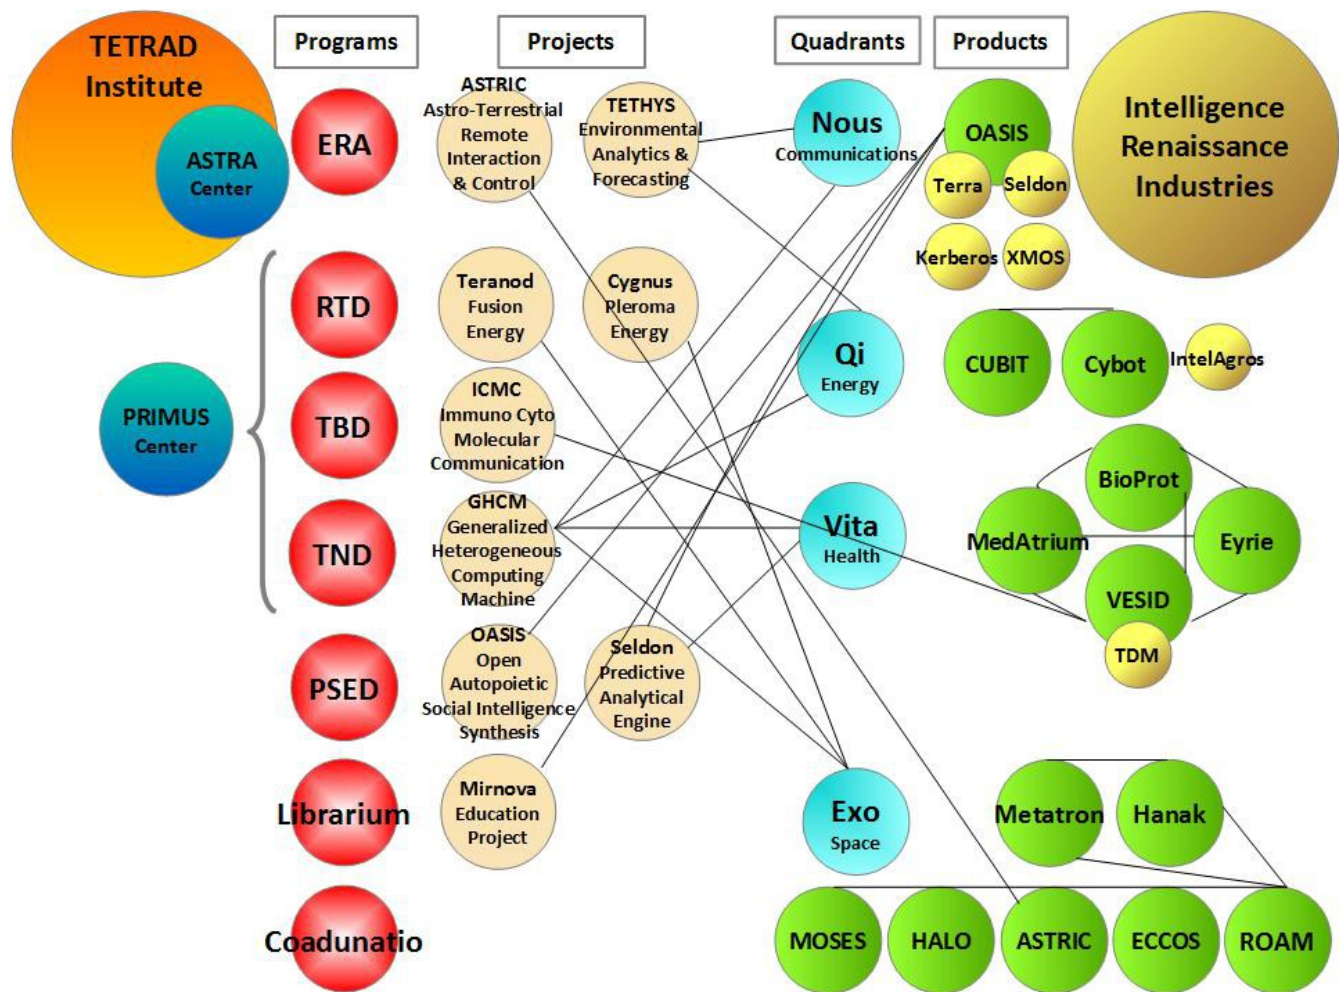 TETRAD
Institute
ASTRA
Center
Programs
Projects
Quadrants
Products
Intelligence
Renaissance
Industries
ERA
ASTRIC
Astro-Terrestrial
Remote
Interaction
& Control
TETHYS
Environmental
Analytics &
Forecasting
Nous
Communications
OASIS
Terra
Seldon
Kerberos
XMOS
PRIMUS
Center
RTD
Teranod
Fusion
Energy
Cygnus
Pleroma
Energy
Qi
Energy
CUBIT
Cybot
IntelAgros
TBD
ICMC
Immuno Cyto
Molecular
Communication
BioProt
MedAtrium
Eyrie
VESID
TDM
TND
GHCM
Generalized
Heterogeneous
Computing
Machine
Vita
Health
PSED
OASIS
Open
Autopoietic
Social Intelligence
Synthesis
Seldon
Predictive
Analytical
Engine
Librarium
Mirnova
Education
Project
Exo
Space
Metatron
Hanak
Coadunatio
MOSES
HALO
ASTRIC
ECCOS
ROAM